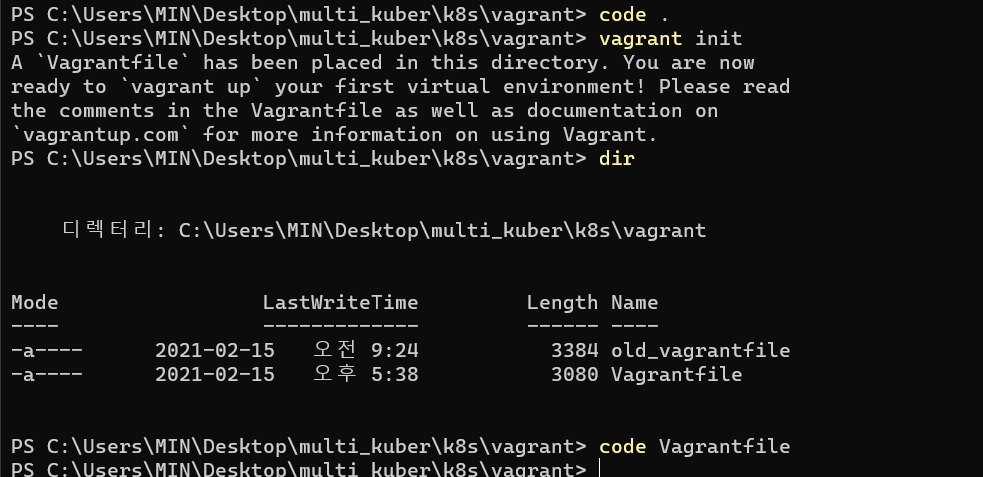 PS C:\Users\MIN\Desktop\multi_kuber\k8s\vagrant> code .
PS C:\Users\MIN\Desktop\multi_kuber\k8s\vagrant> vagrant init
A `Vagrantfile` has been placed in this directory. You are now
ready to `vagrant up` your first virtual environment! Please read
the comments in the Vagrantfile as well as documentation on
`vagrantup.com` for more information on using Vagrant.
PS C:\Users\MIN\Desktop\multi_kuber\k8s\vagrant> dir
디렉터리: C:\Users\MIN\Desktop\multi_kuber\k8s\vagrant
Mode LastWriteTime Length Name
---- ------------- ------ ----
-a---- 2021-02-15 오전 9:24 3384 old_vagrantfile
-a---- 2021-02-15 오후 5:38 3080 Vagrantfile
PS C:\Users\MIN\Desktop\multi_kuber\k8s\vagrant> code Vagrantfile
PS C:\Users\MIN\Desktop\multi_kuber\k8s\vagrant>